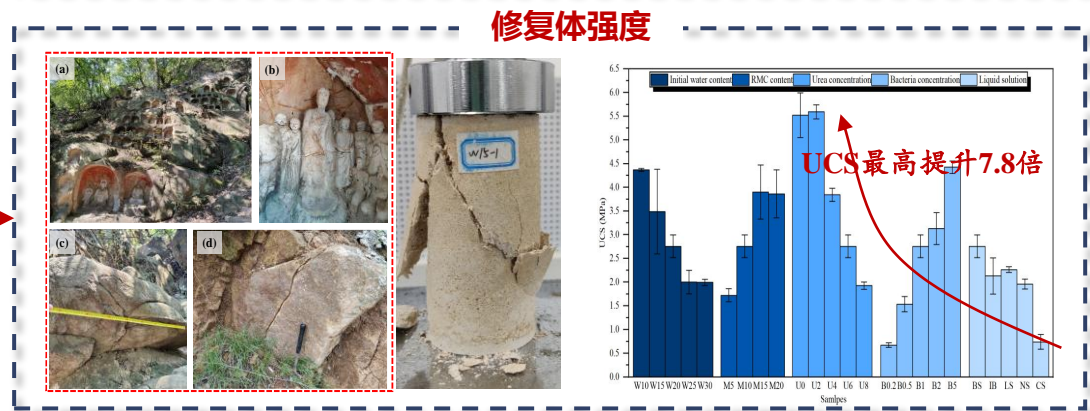 修复体强度
(a)
(b)
(c)
(d)
W15-1
Initial water content
RMC content
Urea concentration
Bacteria concentration
Liquid solution
UCS最高提升7.8倍
UCS (MPa)
6.5
6.0
5.5
5.0
4.5
4.0
3.5
3.0
2.5
2.0
1.5
1.0
0.5
0.0
W10 W15 W20 W25 W30 M5 M10 M15 M20 U0 U2 U4 U6 U8 B0.2 B0.5 B1 B2 B5 BS IB LS NS CS
Samlpes